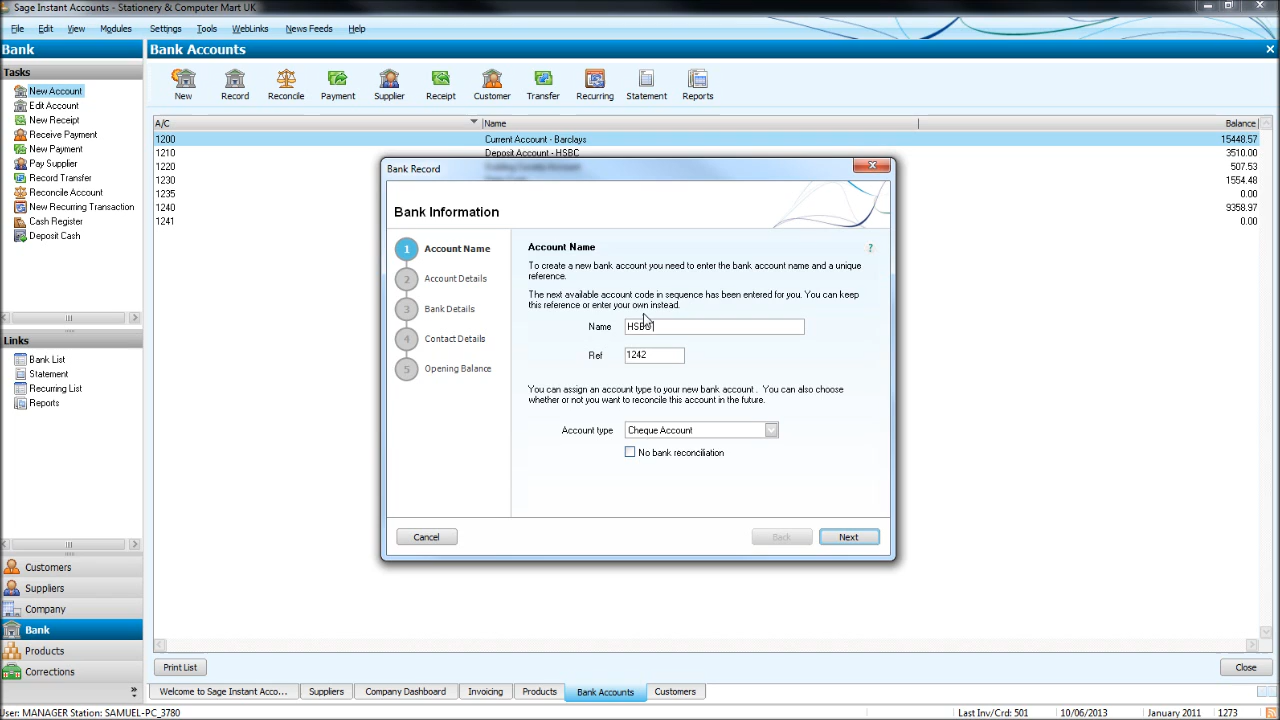 Sage Instant Accounts - Stationery & Computer Mart UK
File Edit View Modules Settings Tools WebLinks News Feeds Help
Bank
Bank Accounts
Tasks
New Account
Edit Account
New Receipt
Receive Payment
New Payment
Pay Supplier
Record Transfer
Reconcile Account
New Recurring Transaction
Cash Register
Deposit Cash
New Record Reconcile Payment Supplier Receipt Customer Transfer Recurring Statement Reports
A/C Name Balance
1200 Current Account - Barclays 15448.57
1210 Deposit Account - HSBC 3510.00
1220 507.53
1230 1554.48
1235 0.00
1240 9358.97
1241 0.00
Bank Record
Bank Information
1 Account Name
2 Account Details
3 Bank Details
4 Contact Details
5 Opening Balance
Account Name
?
To create a new bank account you need to enter the bank account name and a unique
reference.
The next available account code in sequence has been entered for you. You can keep
this reference or enter your own instead.
Name HSBC
Ref 1242
You can assign an account type to your new bank account . You can also choose
whether or not you want to reconcile this account in the future.
Account type Cheque Account
No bank reconciliation
Cancel Back Next
Links
Bank List
Statement
Recurring List
Reports
Customers
Suppliers
Company
Bank
Products
Corrections
Print List Close
Welcome to Sage Instant Acco... Suppliers Company Dashboard Invoicing Products Bank Accounts Customers
User: MANAGER Station: SAMUEL-PC_3780 Last Inv/Crd: 501 10/06/2013 January 2011 1273